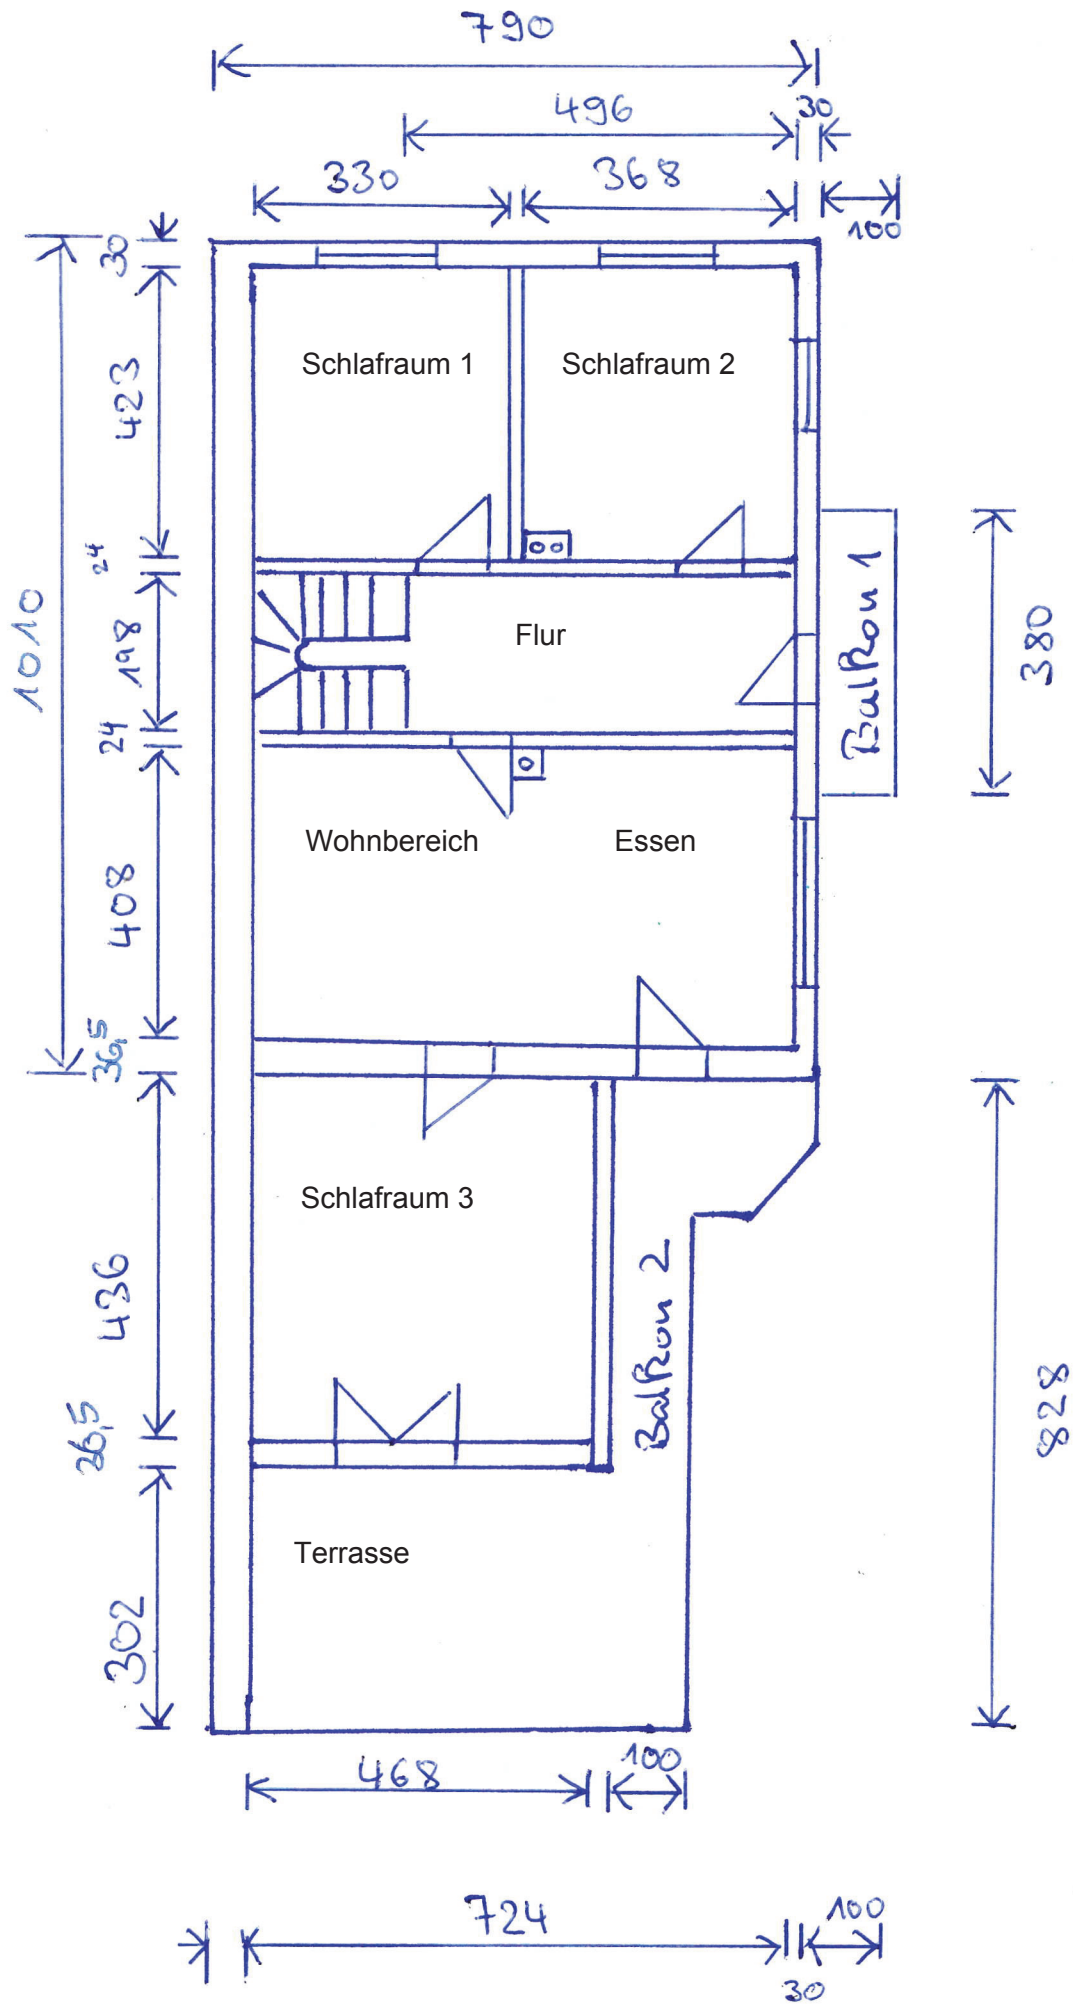 790
496
30
330
368
100
30
423
Schlafraum 1
Schlafraum 2
24
1010
198
Flur
Balkon 1
380
24
Wohnbereich
Essen
408
36,5
Schlafraum 3
436
Balkon 2
828
26,5
Terrasse
302
468
100
724
100
30